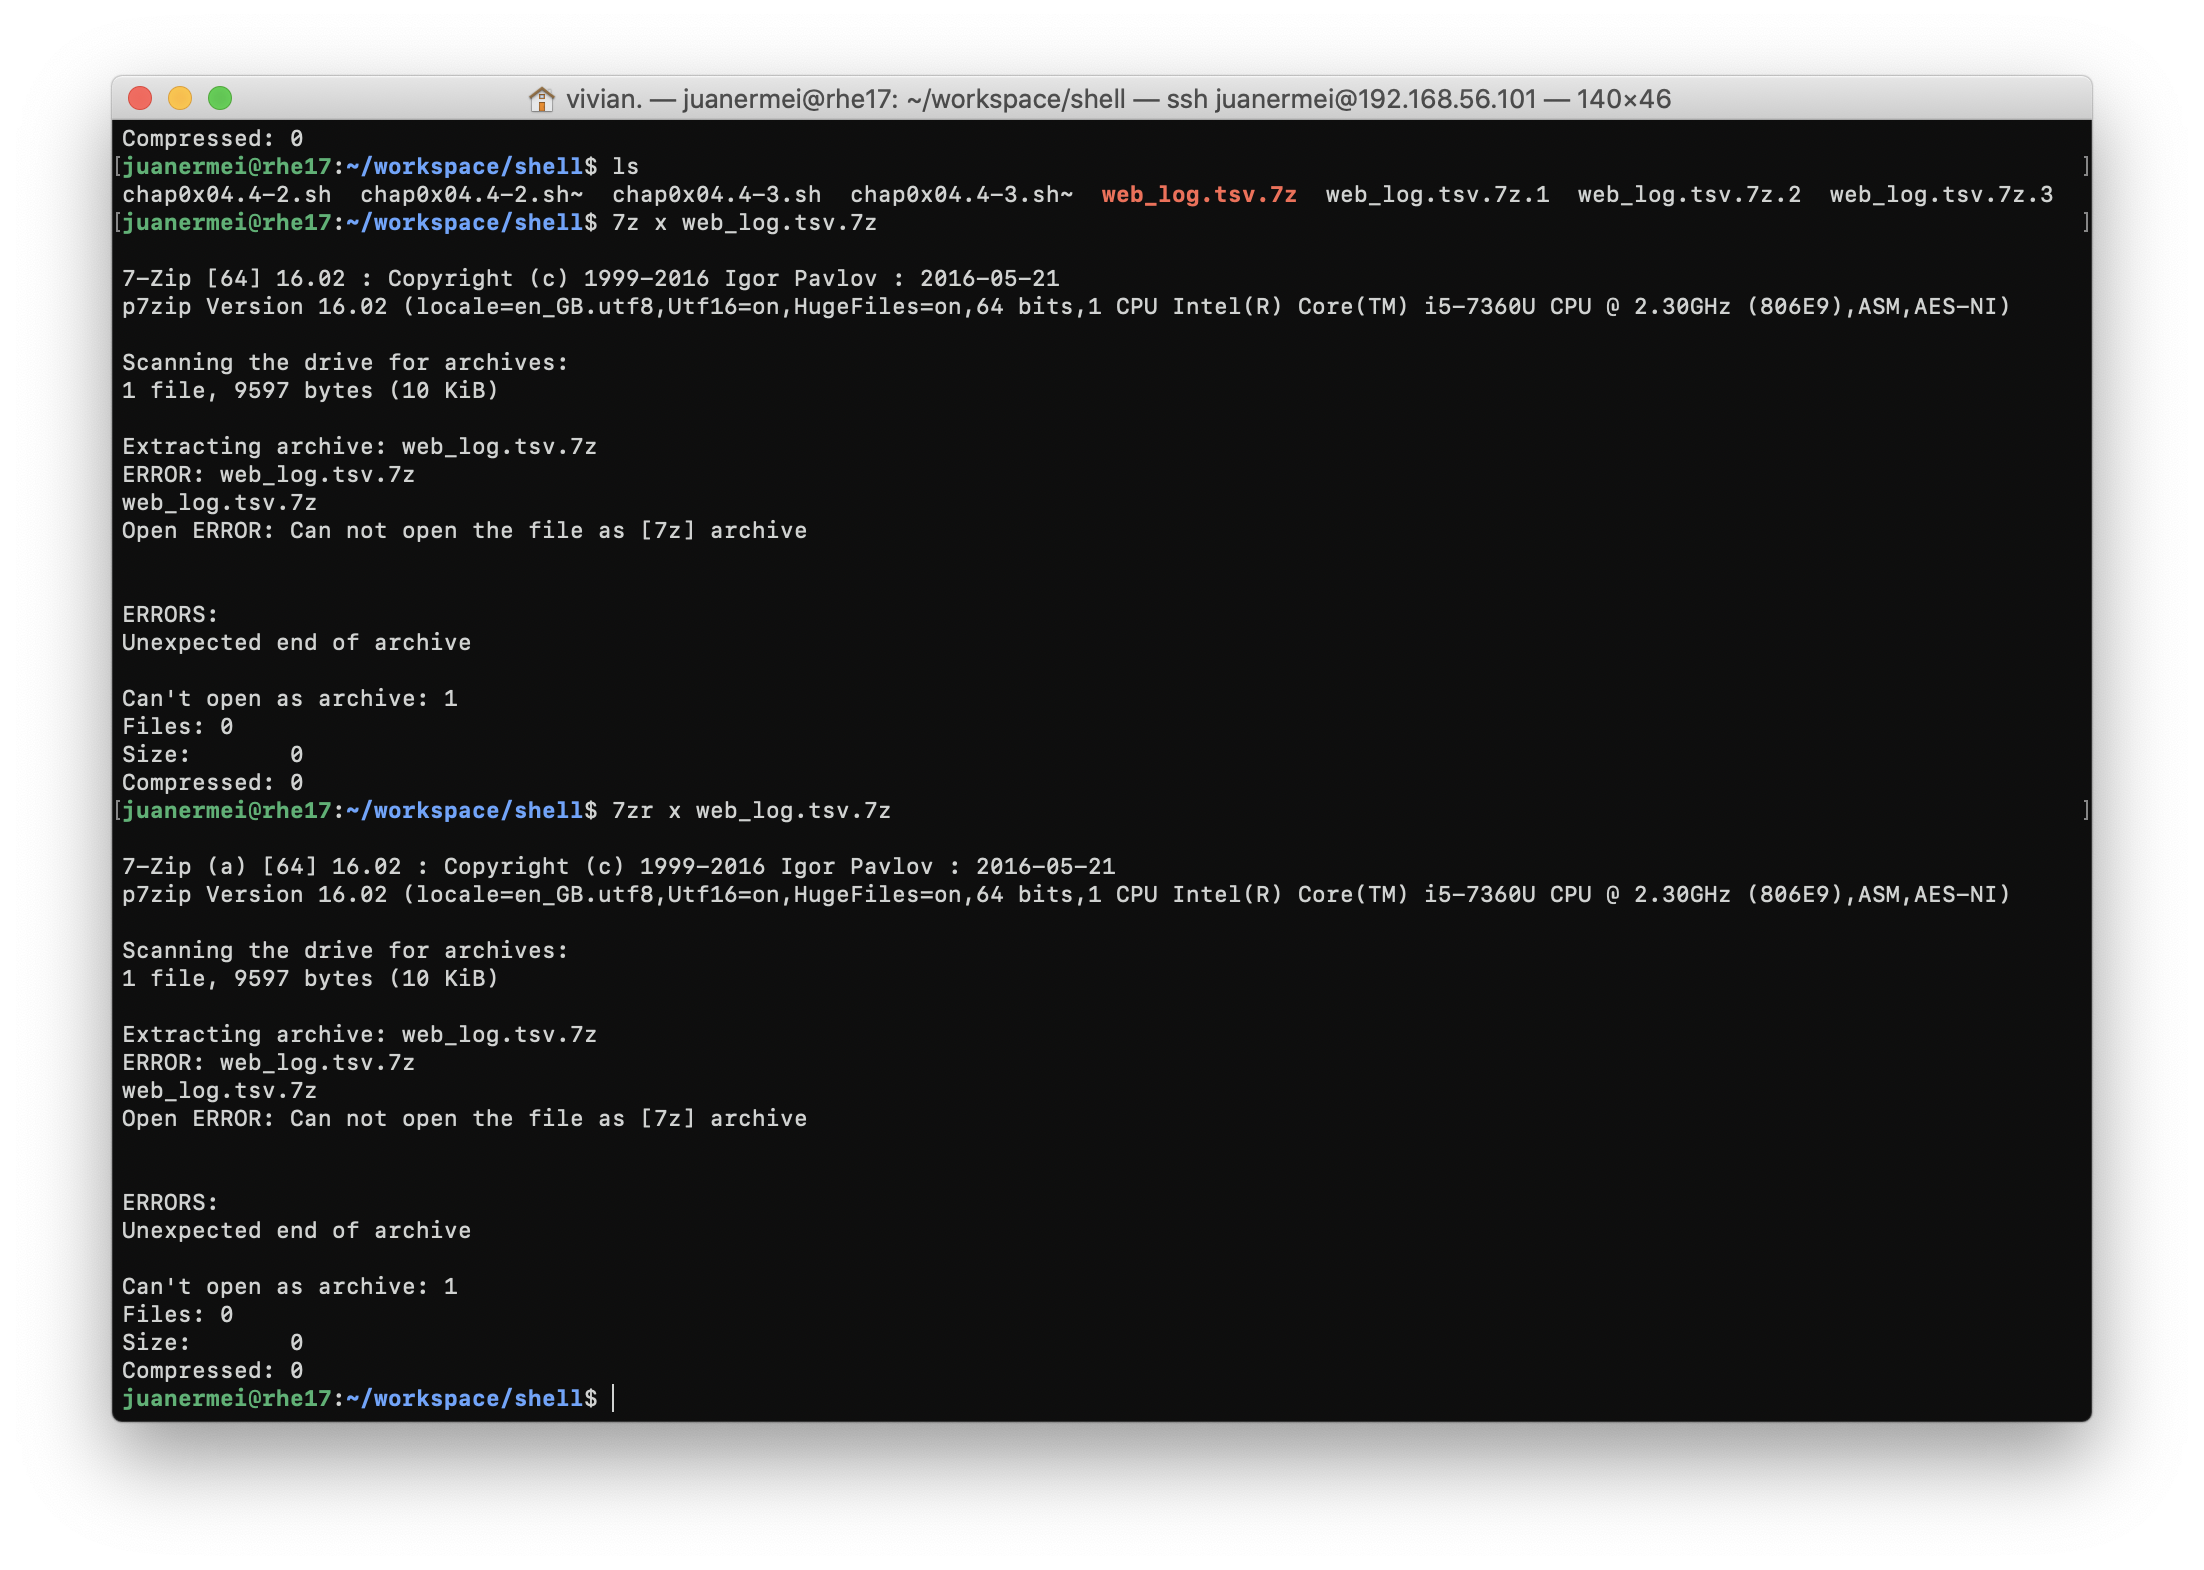 vivian. — juanermei@rhe17: ~/workspace/shell — ssh juanermei@192.168.56.101 — 140×46
Compressed: 0
[juanermei@rhe17:~/workspace/shell$ ls ]
chap0x04.4-2.sh  chap0x04.4-2.sh~  chap0x04.4-3.sh  chap0x04.4-3.sh~  web_log.tsv.7z  web_log.tsv.7z.1  web_log.tsv.7z.2  web_log.tsv.7z.3
[juanermei@rhe17:~/workspace/shell$ 7z x web_log.tsv.7z ]
7-Zip [64] 16.02 : Copyright (c) 1999-2016 Igor Pavlov : 2016-05-21
p7zip Version 16.02 (locale=en_GB.utf8,Utf16=on,HugeFiles=on,64 bits,1 CPU Intel(R) Core(TM) i5-7360U CPU @ 2.30GHz (806E9),ASM,AES-NI)
Scanning the drive for archives:
1 file, 9597 bytes (10 KiB)
Extracting archive: web_log.tsv.7z
ERROR: web_log.tsv.7z
web_log.tsv.7z
Open ERROR: Can not open the file as [7z] archive
ERRORS:
Unexpected end of archive
Can't open as archive: 1
Files: 0
Size:       0
Compressed: 0
[juanermei@rhe17:~/workspace/shell$ 7zr x web_log.tsv.7z ]
7-Zip (a) [64] 16.02 : Copyright (c) 1999-2016 Igor Pavlov : 2016-05-21
p7zip Version 16.02 (locale=en_GB.utf8,Utf16=on,HugeFiles=on,64 bits,1 CPU Intel(R) Core(TM) i5-7360U CPU @ 2.30GHz (806E9),ASM,AES-NI)
Scanning the drive for archives:
1 file, 9597 bytes (10 KiB)
Extracting archive: web_log.tsv.7z
ERROR: web_log.tsv.7z
web_log.tsv.7z
Open ERROR: Can not open the file as [7z] archive
ERRORS:
Unexpected end of archive
Can't open as archive: 1
Files: 0
Size:       0
Compressed: 0
juanermei@rhe17:~/workspace/shell$